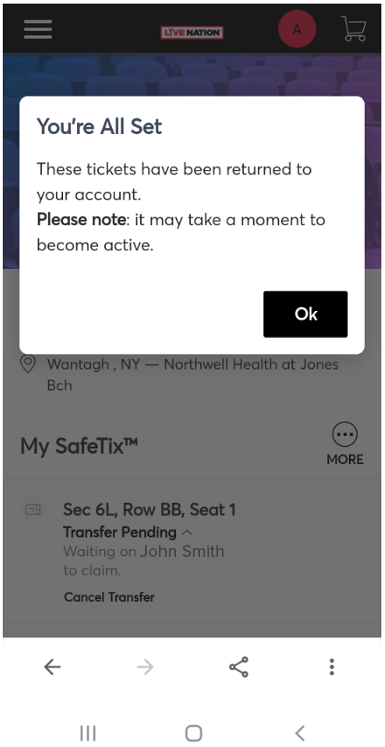 LIVE NATION
A
You're All Set
These tickets have been returned to
your account.
Please note: it may take a moment to
become active.
Ok
Wantagh , NY — Northwell Health at Jones
Bch
My SafeTix™
MORE
Sec 6L, Row BB, Seat 1
Transfer Pending
Waiting on John Smith
to claim.
Cancel Transfer